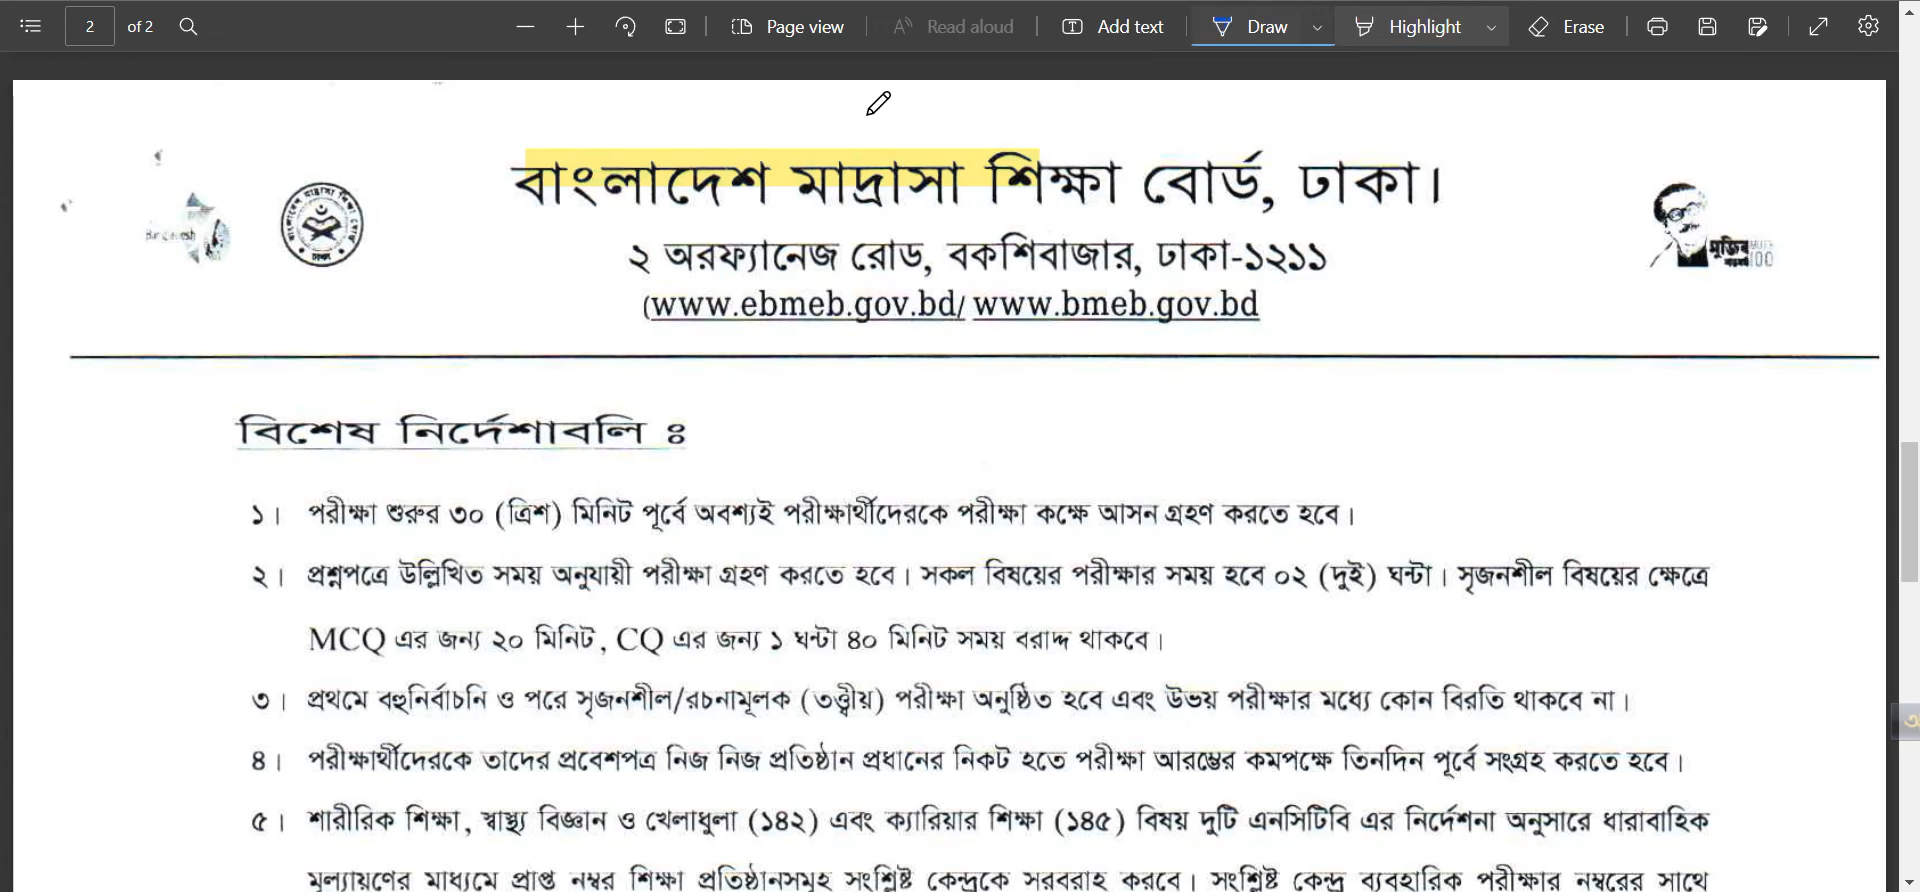 2 of 2 Page view Read aloud Add text Draw Highlight Erase
বাংলাদেশ মাদ্রাসা শিক্ষা বোর্ড, ঢাকা।
২ অরফ্যানেজ রোড, বকশিবাজার, ঢাকা-১২১১
(www.ebmeb.gov.bd/ www.bmeb.gov.bd
মুজিব
100
বিশেষ নির্দেশাবলি ঃ
১। পরীক্ষা শুরুর ৩০ (ত্রিশ) মিনিট পূর্বে অবশ্যই পরীক্ষার্থীদেরকে পরীক্ষা কক্ষে আসন গ্রহণ করতে হবে।
২। প্রশ্নপত্রে উল্লিখিত সময় অনুযায়ী পরীক্ষা গ্রহণ করতে হবে। সকল বিষয়ের পরীক্ষার সময় হবে ০২ (দুই) ঘন্টা। সৃজনশীল বিষয়ের ক্ষেত্রে
MCQ এর জন্য ২০ মিনিট, CQ এর জন্য ১ ঘন্টা ৪০ মিনিট সময় বরাদ্দ থাকবে।
৩। প্রথমে বহুনির্বাচনি ও পরে সৃজনশীল/রচনামূলক (তত্ত্বীয়) পরীক্ষা অনুষ্ঠিত হবে এবং উভয় পরীক্ষার মধ্যে কোন বিরতি থাকবে না।
৪। পরীক্ষার্থীদেরকে তাদের প্রবেশপত্র নিজ নিজ প্রতিষ্ঠান প্রধানের নিকট হতে পরীক্ষা আরম্ভের কমপক্ষে তিনদিন পূর্বে সংগ্রহ করতে হবে।
৫। শারীরিক শিক্ষা, স্বাস্থ্য বিজ্ঞান ও খেলাধুলা (১৪২) এবং ক্যারিয়ার শিক্ষা (১৪৫) বিষয় দুটি এনসিটিবি এর নির্দেশনা অনুসারে ধারাবাহিক
মূল্যায়ণের মাধ্যমে প্রাপ্ত নম্বর শিক্ষা প্রতিষ্ঠানসমূহ সংশ্লিষ্ট কেন্দ্রকে সরবরাহ করবে। সংশ্লিষ্ট কেন্দ্র ব্যবহারিক পরীক্ষার নম্বরের সাথে